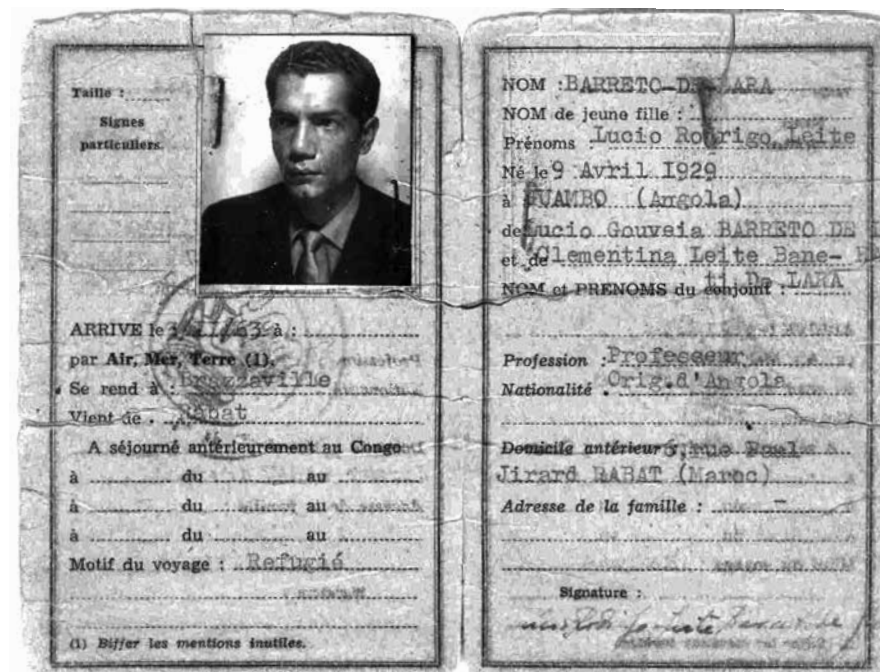 Taille :
Signes
particuliers.
ARRIVE le 63 à :
par Air, Mer, Terre (1).
Se rend à : Brazzaville
Vient de . Rabat
A séjourné antérieurement au Congo
à du au
à du au
à du au
Motif du voyage : Refugié
(1) Biffer les mentions inutiles.
NOM : BARRETO-DE LARA
NOM de jeune fille :
Prénoms Lucio Rodrigo Leite
Né le 9 Avril 1929
à HUAMBO (Angola)
de Lucio Gouveia BARRETO DE
et de Clementina Leite Bane-
NOM et PRENOMS du conjoint : ti De LARA
Profession : Professeur
Nationalité Orig.d'Angola
Domicile antérieur rue Paul
Jirard RABAT (Maroc)
Adresse de la famille : -
Signature :